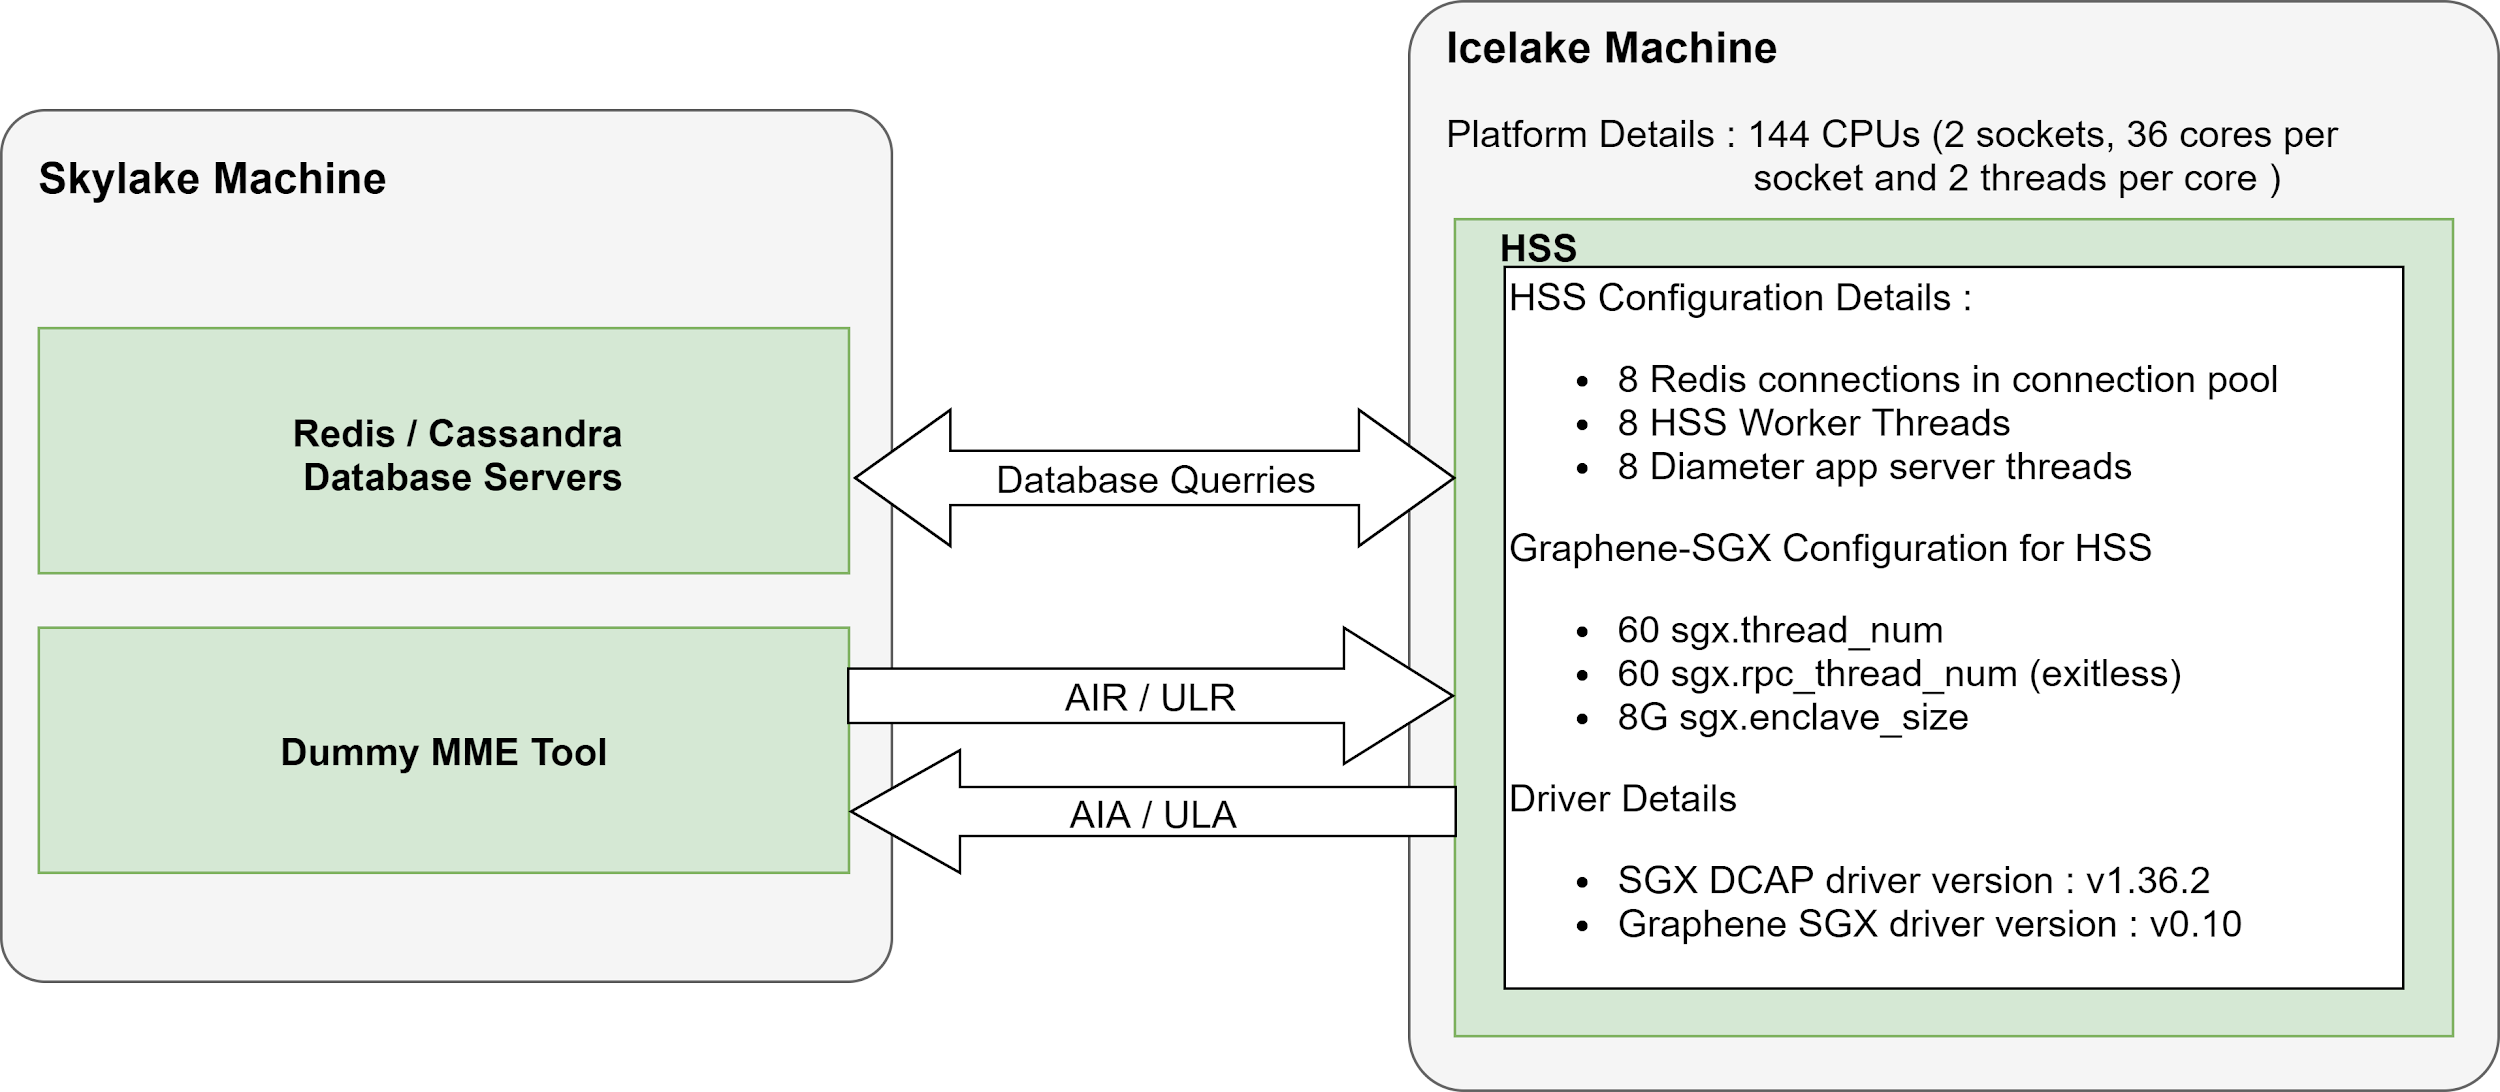 Skylake Machine
Redis / Cassandra
Database Servers
Dummy MME Tool
Database Querries
AIR / ULR
AIA / ULA
Icelake Machine
Platform Details : 144 CPUs (2 sockets, 36 cores per
socket and 2 threads per core )
HSS
HSS Configuration Details :
• 8 Redis connections in connection pool
• 8 HSS Worker Threads
• 8 Diameter app server threads
Graphene-SGX Configuration for HSS
• 60 sgx.thread_num
• 60 sgx.rpc_thread_num (exitless)
• 8G sgx.enclave_size
Driver Details
• SGX DCAP driver version : v1.36.2
• Graphene SGX driver version : v0.10